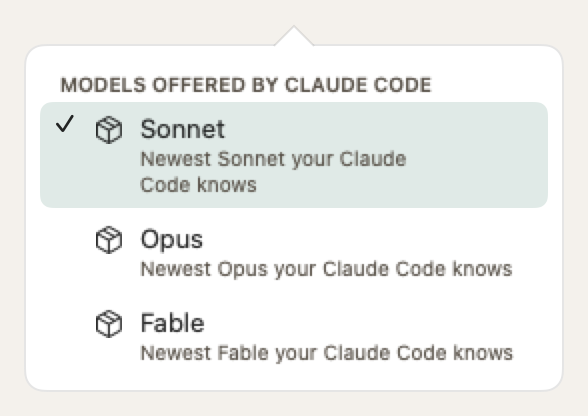 MODELS OFFERED BY CLAUDE CODE
Sonnet
Newest Sonnet your Claude
Code knows
Opus
Newest Opus your Claude Code knows
Fable
Newest Fable your Claude Code knows